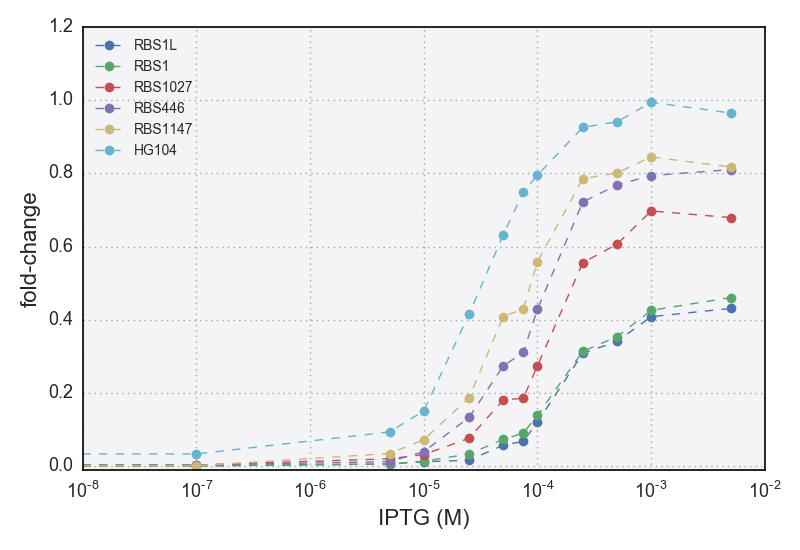 1.2
1.0
0.8
0.6
0.4
0.2
0.0
fold-change
RBS1L
RBS1
RBS1027
RBS446
RBS1147
HG104
10⁻⁸ 10⁻⁷ 10⁻⁶ 10⁻⁵ 10⁻⁴ 10⁻³ 10⁻²
IPTG (M)